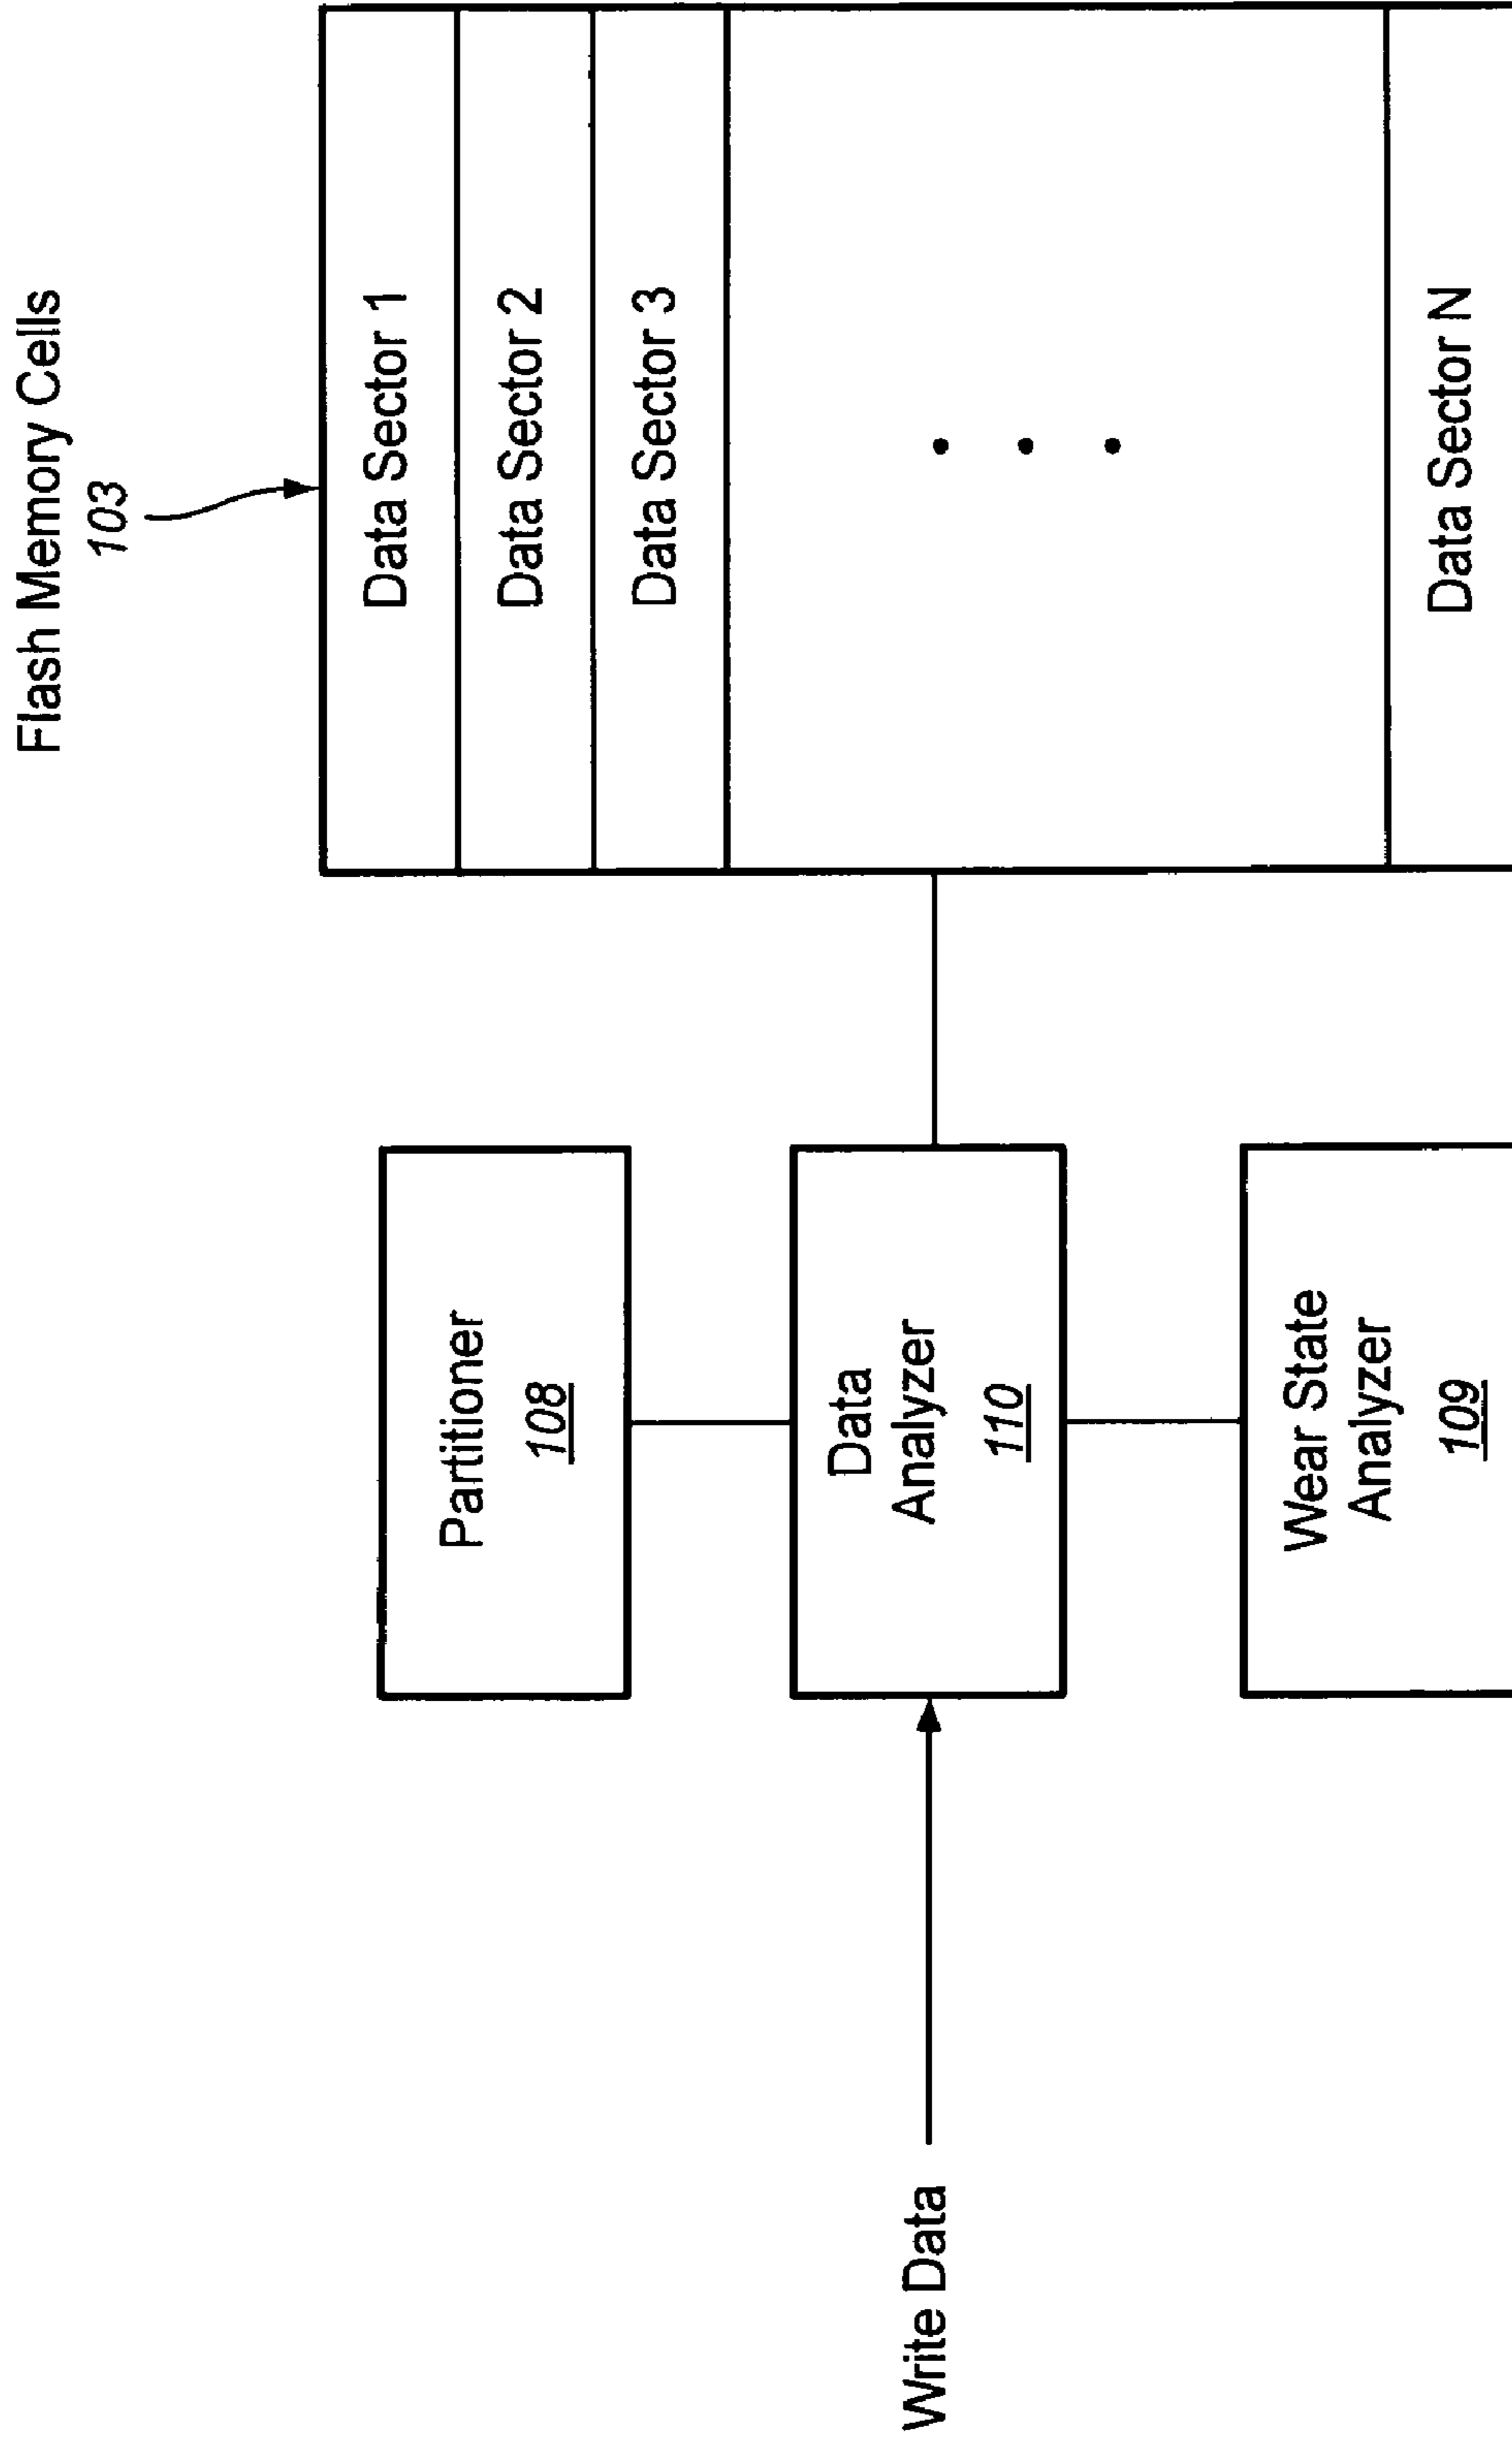 Flash Memory Cells
103
Data Sector 1
Data Sector 2
Data Sector 3
Data Sector N
Partitioner
108
Data
Analyzer
110
Wear State
Analyzer
109
Write Data